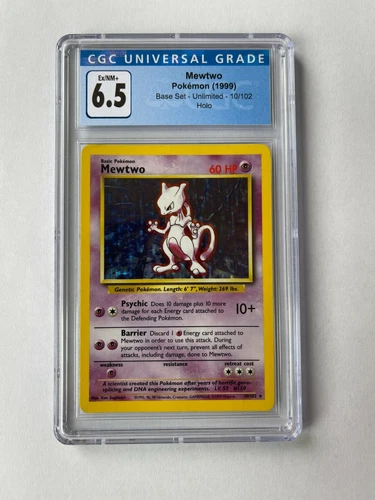 CGC UNIVERSAL GRADE
Ex/NM+
6.5
Mewtwo
Pokémon (1999)
Base Set - Unlimited - 10/102
Holo
Basic Pokémon
Mewtwo
60 HP
Genetic Pokémon. Length: 6' 7", Weight: 269 lbs.
Psychic Does 10 damage plus 10 more
damage for each Energy card attached to
the Defending Pokémon.
10+
Barrier Discard 1 Energy card attached to
Mewtwo in order to use this attack. During
your opponent's next turn, prevent all effects of
attacks, including damage, done to Mewtwo.
weakness
resistance
retreat cost
A scientist created this Pokémon after years of horrific gene-
splicing and DNA engineering experiments. LV.53 #150
10/102